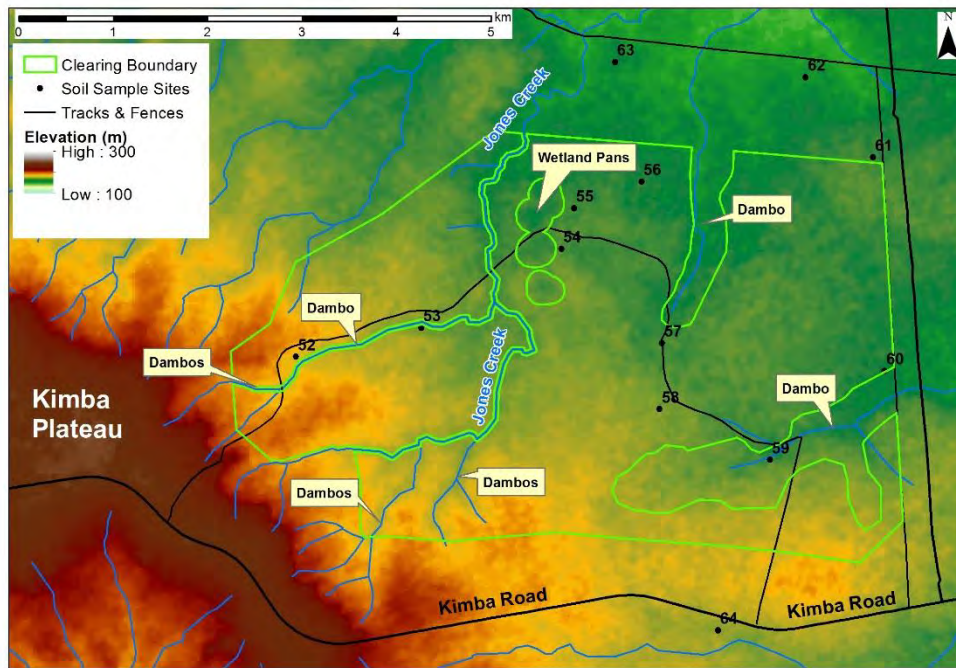 0 1 2 3 4 5
km
N
Clearing Boundary
Soil Sample Sites
Tracks & Fences
Elevation (m)
High : 300
Low : 100
63
62
61
Jones Creek
Wetland Pans
56
55
Dambo
54
Dambo
53
52
57
Dambos
Jones Creek
60
Dambo
Kimba
Plateau
58
59
Dambos
Dambos
Kimba Road
Kimba Road
64